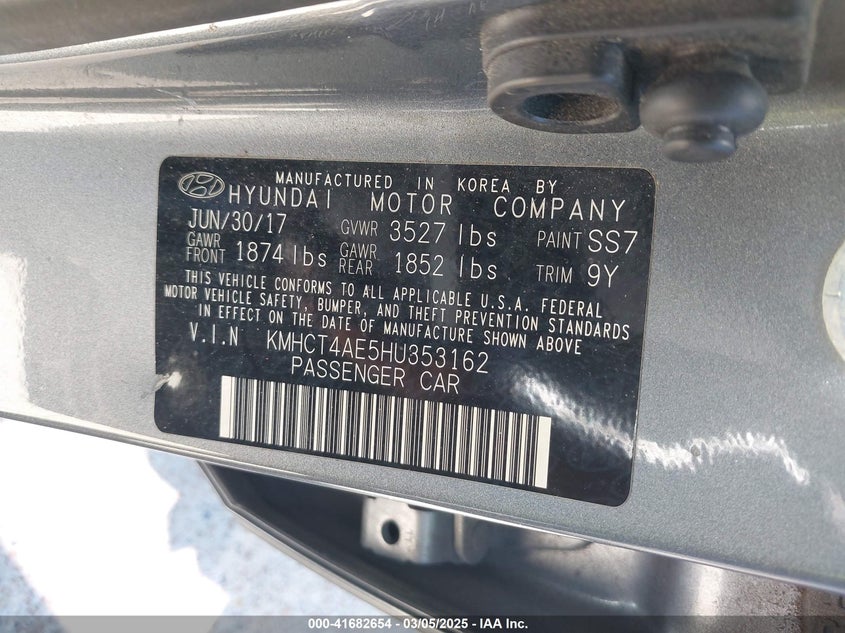 MANUFACTURED IN KOREA BY
HYUNDAI MOTOR COMPANY
JUN/30/17 GVWR 3527 lbs PAINT SS7
GAWR FRONT 1874 lbs GAWR REAR 1852 lbs TRIM 9Y
THIS VEHICLE CONFORMS TO ALL APPLICABLE U.S.A. FEDERAL
MOTOR VEHICLE SAFETY, BUMPER, AND THEFT PREVENTION STANDARDS
IN EFFECT ON THE DATE OF MANUFACTURE SHOWN ABOVE
V.I.N KMHCT4AE5HU353162
PASSENGER CAR
000-41682654 - 03/05/2025 - IAA Inc.